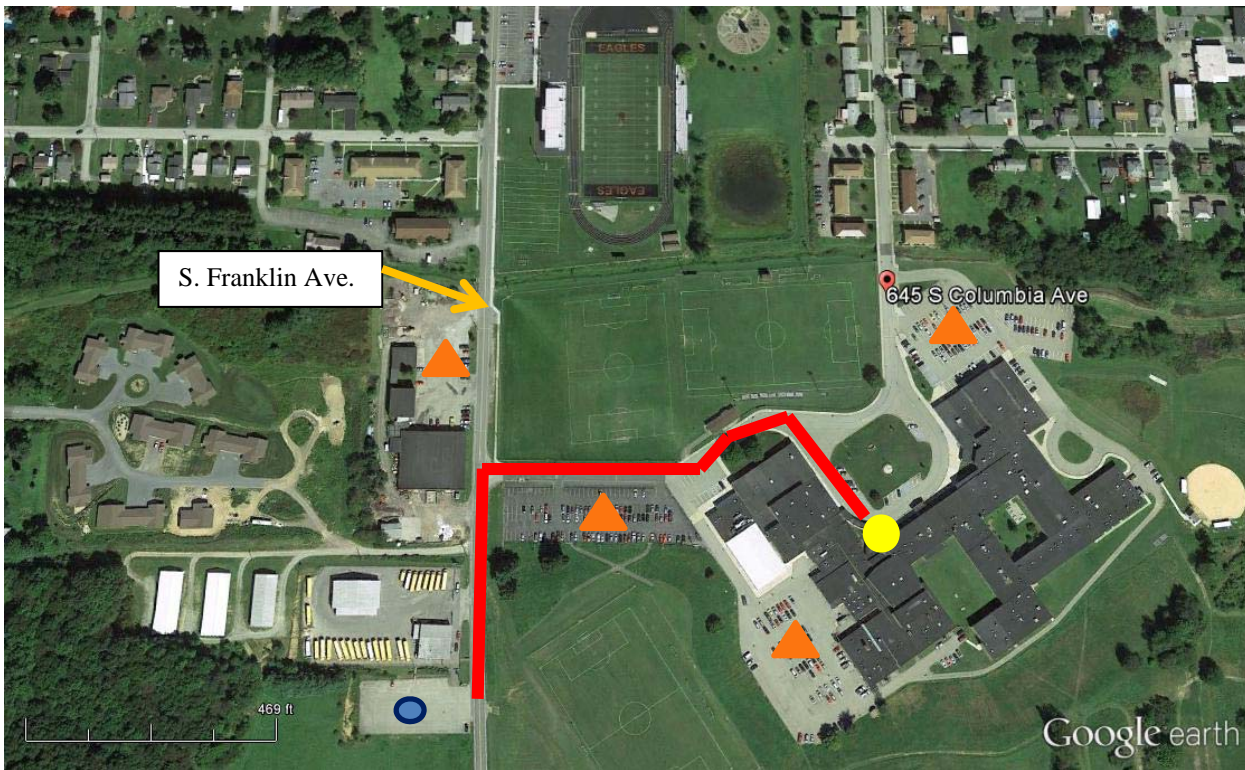 EAGLES
EAGLES
S. Franklin Ave.
645 S Columbia Ave
469 ft
Google earth